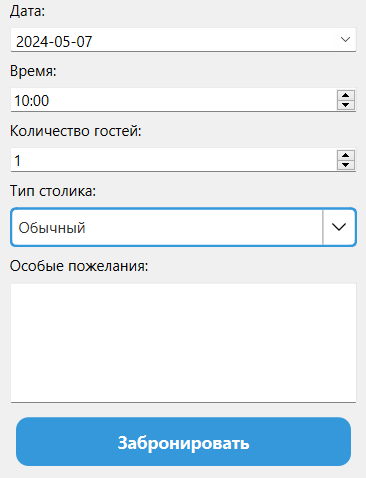 Дата:
2024-05-07
Время:
10:00
Количество гостей:
1
Тип столика:
Обычный
Особые пожелания:
Забронировать